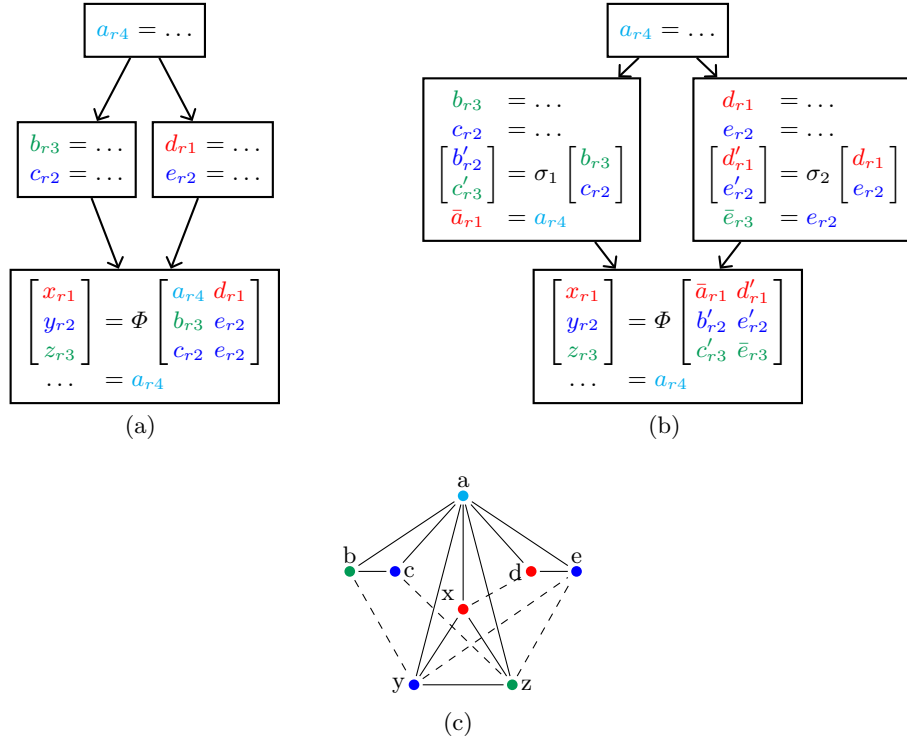 a_{r4} = …
b_{r3} = …
c_{r2} = …
d_{r1} = …
e_{r2} = …
[x_{r1} y_{r2} z_{r3}] = Φ [a_{r4} d_{r1} b_{r3} e_{r2} c_{r2} e_{r2}]
… = a_{r4}
(a)
a_{r4} = …
b_{r3} = …
c_{r2} = …
[b′_{r2} c′_{r3}] = σ_1 [b_{r3} c_{r2}]
ā_{r1} = a_{r4}
d_{r1} = …
e_{r2} = …
[d′_{r1} e′_{r2}] = σ_2 [d_{r1} e_{r2}]
ē_{r3} = e_{r2}
[x_{r1} y_{r2} z_{r3}] = Φ [ā_{r1} d′_{r1} b′_{r2} e′_{r2} c′_{r3} ē_{r3}]
… = a_{r4}
(b)
a
b
c
d
e
x
y
z
(c)